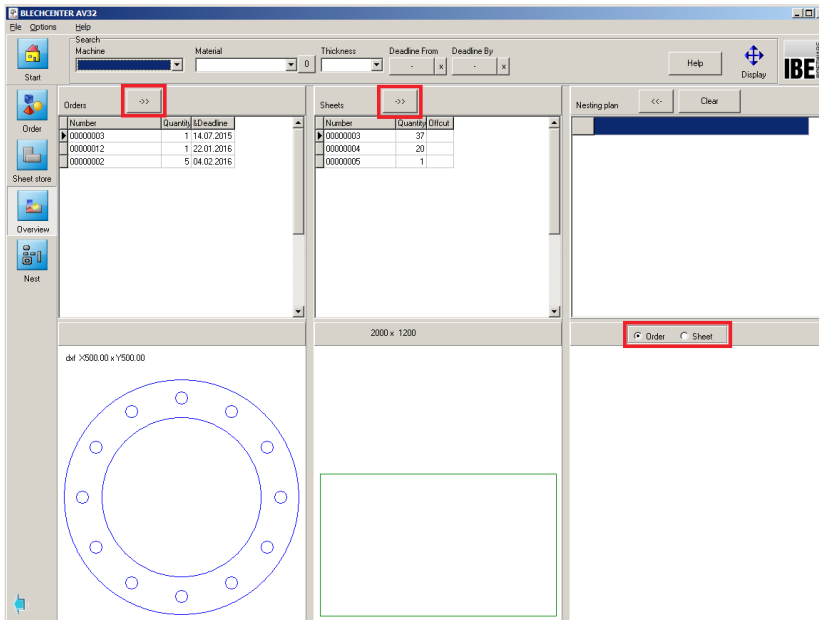 BLECHCENTER AV32
File Options Help
Search
Machine Material Thickness Deadline From Deadline By
0 - x - x Help Display IBE SOFTWARE
Start
Orders ->> Sheets ->> Nesting plan <<- Clear
Order
Number Quantity &Deadline
00000003 1 14.07.2015
00000012 1 22.01.2016
00000002 5 04.02.2016
Number Quantity Offcut
00000003 37
00000004 20
00000005 1
Sheet store
Overview
Nest
2000 x 1200
Order Sheet
dxf X500.00 x Y500.00